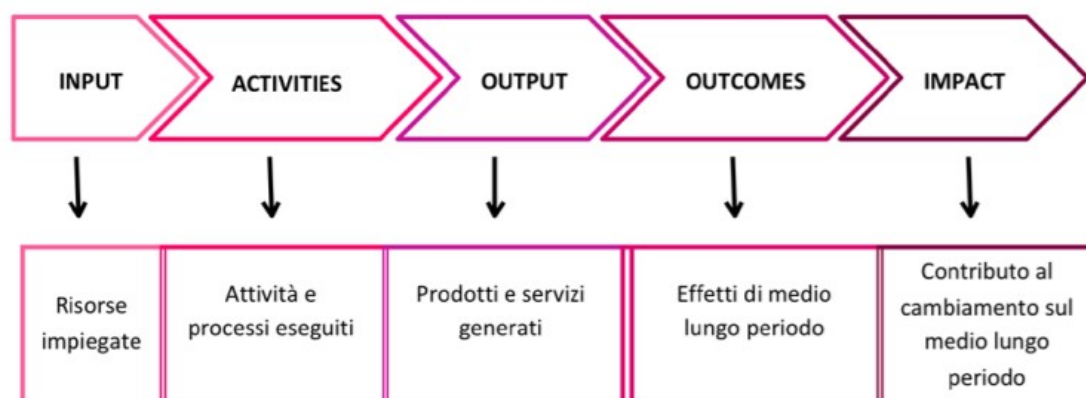 INPUT
ACTIVITIES
OUTPUT
OUTCOMES
IMPACT
Risorse
impiegate
Attività e
processi eseguiti
Prodotti e servizi
generati
Effetti di medio
lungo periodo
Contributo al
cambiamento sul
medio lungo
periodo